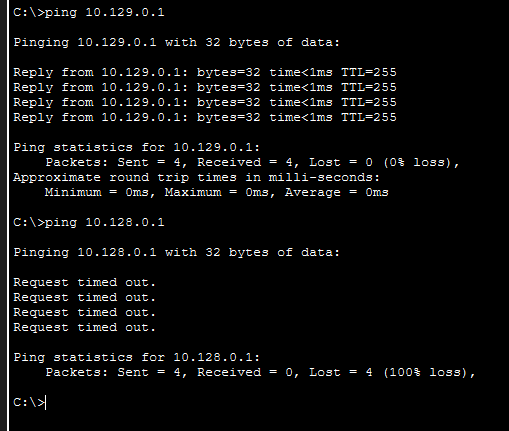 C:\>ping 10.129.0.1
Pinging 10.129.0.1 with 32 bytes of data:
Reply from 10.129.0.1: bytes=32 time<1ms TTL=255
Reply from 10.129.0.1: bytes=32 time<1ms TTL=255
Reply from 10.129.0.1: bytes=32 time<1ms TTL=255
Reply from 10.129.0.1: bytes=32 time<1ms TTL=255
Ping statistics for 10.129.0.1:
    Packets: Sent = 4, Received = 4, Lost = 0 (0% loss),
Approximate round trip times in milli-seconds:
    Minimum = 0ms, Maximum = 0ms, Average = 0ms
C:\>ping 10.128.0.1
Pinging 10.128.0.1 with 32 bytes of data:
Request timed out.
Request timed out.
Request timed out.
Request timed out.
Ping statistics for 10.128.0.1:
    Packets: Sent = 4, Received = 0, Lost = 4 (100% loss),
C:\>